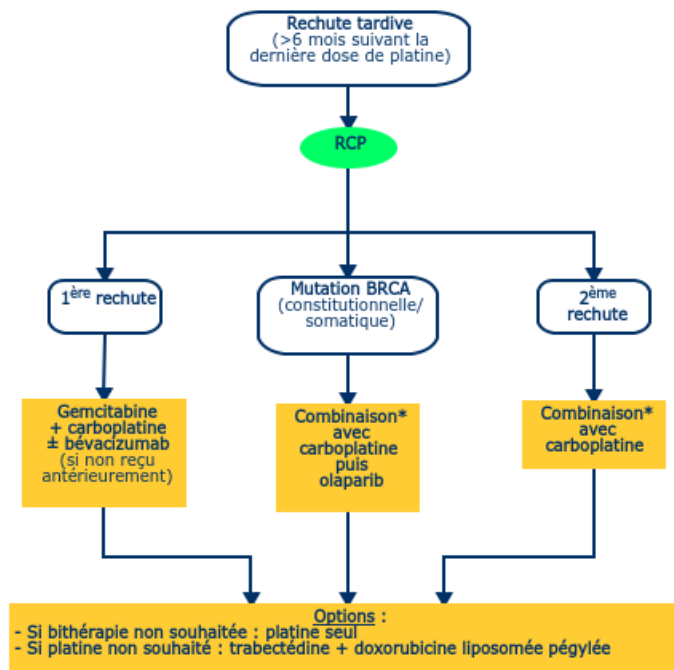 Rechute tardive
(>6 mois suivant la
dernière dose de platine)
RCP
1ère rechute
Mutation BRCA
(constitutionnelle/
somatique)
2ème
rechute
Gemcitabine
+ carboplatine
± bévacizumab
(si non reçu
antérieurement)
Combinaison*
avec
carboplatine
puis
olaparib
Combinaison*
avec
carboplatine
Options :
- Si bithérapie non souhaitée : platine seul
- Si platine non souhaité : trabectédine + doxorubicine liposomée pégylée